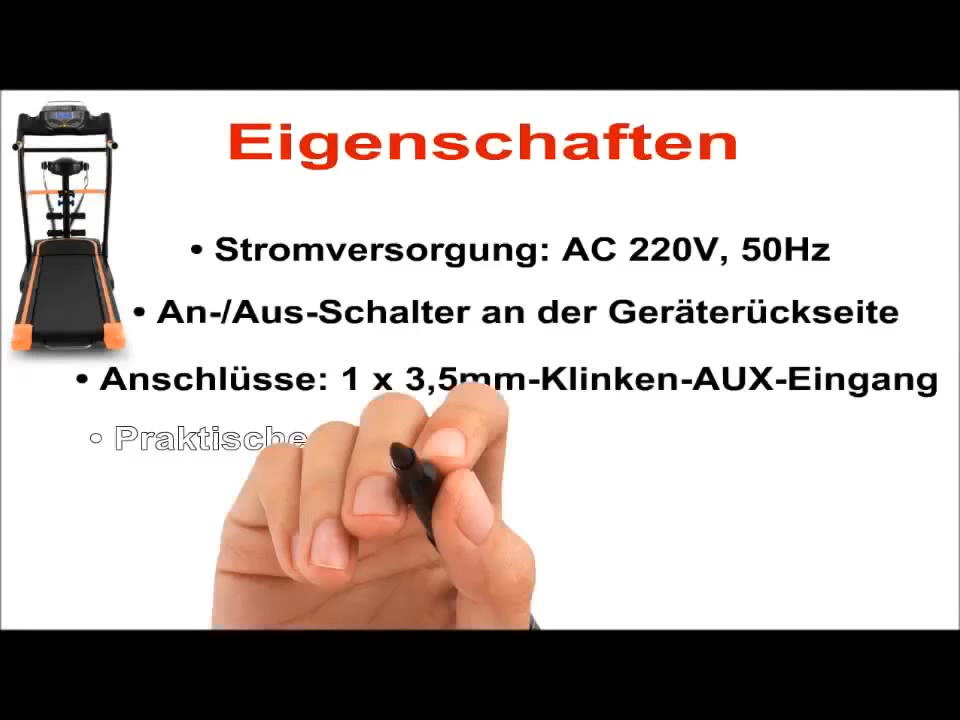 Eigenschaften
• Stromversorgung: AC 220V, 50Hz
• An-/Aus-Schalter an der Geräterückseite
• Anschlüsse: 1 x 3,5mm-Klinken-AUX-Eingang
• Praktische